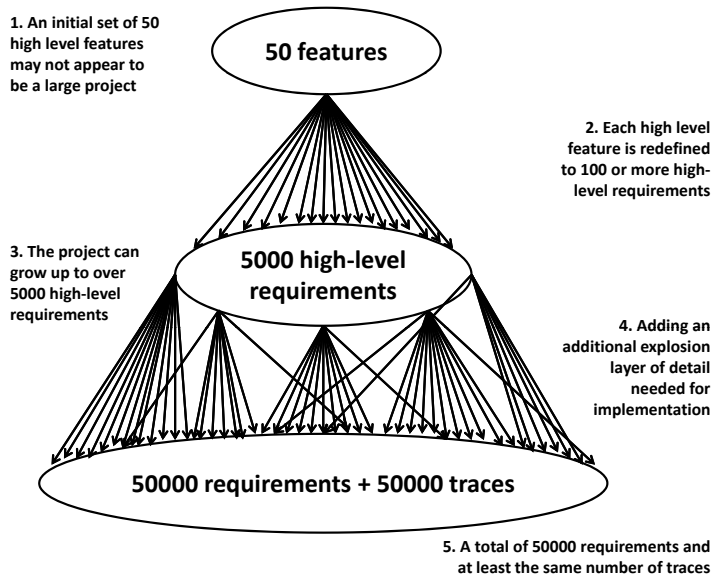 1. An initial set of 50
high level features
may not appear to
be a large project
50 features
2. Each high level
feature is redefined
to 100 or more high-
level requirements
3. The project can
grow up to over
5000 high-level
requirements
5000 high-level
requirements
4. Adding an
additional explosion
layer of detail
needed for
implementation
50000 requirements + 50000 traces
5. A total of 50000 requirements and
at least the same number of traces